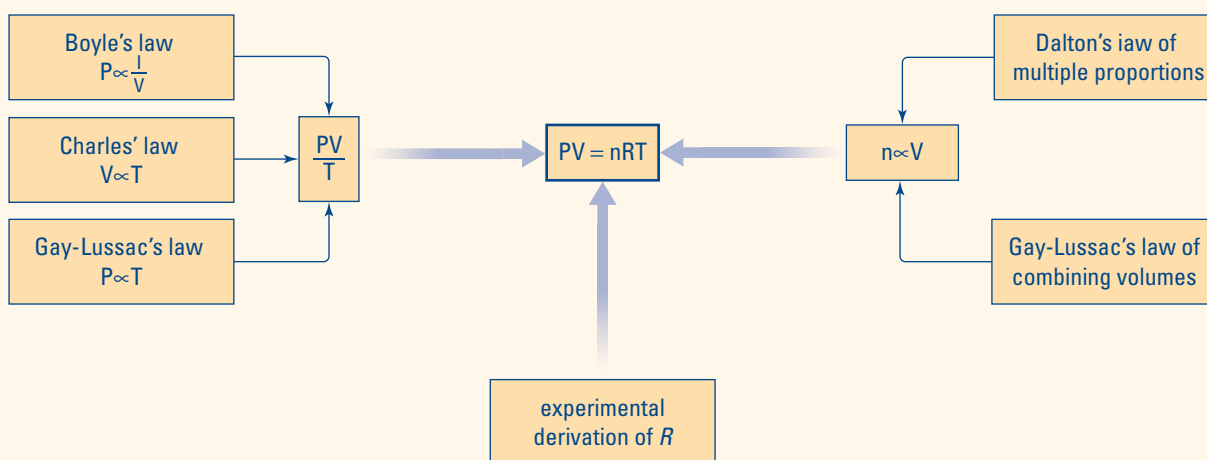 Boyle's law
P∝I/V
Charles' law
V∝T
Gay-Lussac's law
P∝T
PV/T
PV = nRT
experimental
derivation of R
n∝V
Dalton's iaw of
multiple proportions
Gay-Lussac's law of
combining volumes